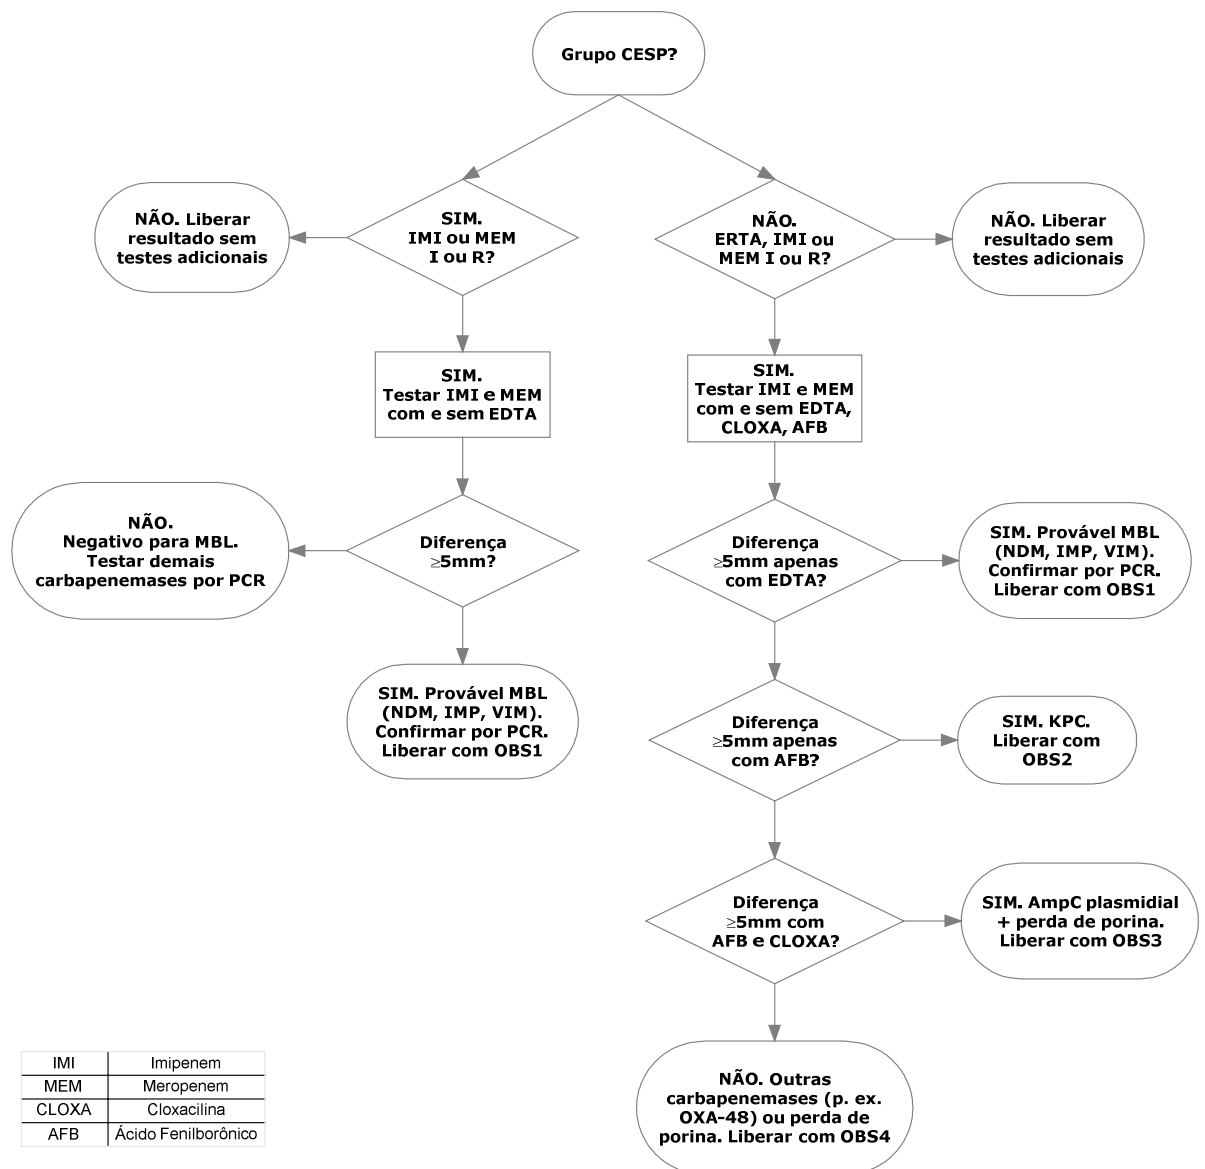 Grupo CESP?
NÃO. Liberar
resultado sem
testes adicionais
SIM.
IMI ou MEM
I ou R?
NÃO.
ERTA, IMI ou
MEM I ou R?
NÃO. Liberar
resultado sem
testes adicionais
SIM.
Testar IMI e MEM
com e sem EDTA
SIM.
Testar IMI e MEM
com e sem EDTA,
CLOXA, AFB
NÃO.
Negativo para MBL.
Testar demais
carbapenemases por PCR
Diferença
≥5mm?
Diferença
≥5mm apenas
com EDTA?
SIM. Provável MBL
(NDM, IMP, VIM).
Confirmar por PCR.
Liberar com OBS1
SIM. Provável MBL
(NDM, IMP, VIM).
Confirmar por PCR.
Liberar com OBS1
Diferença
≥5mm apenas
com AFB?
SIM. KPC.
Liberar com
OBS2
Diferença
≥5mm com
AFB e CLOXA?
SIM. AmpC plasmidial
+ perda de porina.
Liberar com OBS3
NÃO. Outras
carbapenemases (p. ex.
OXA-48) ou perda de
porina. Liberar com OBS4
IMI Imipenem
MEM Meropenem
CLOXA Cloxacilina
AFB Ácido Fenilborônico